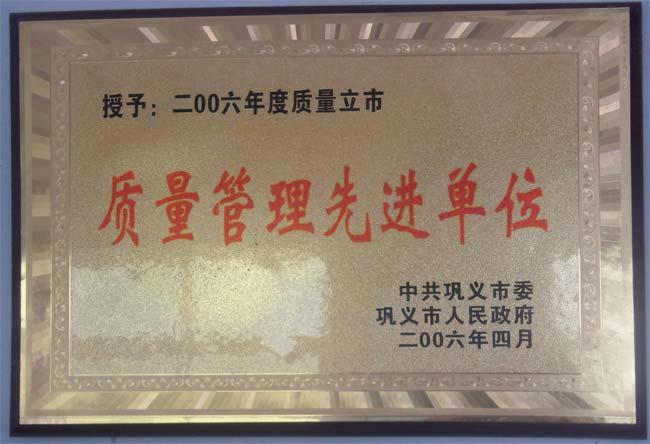 授予：二00六年度质量立市
质量管理先进单位
中共巩义市委
巩义市人民政府
二00六年四月